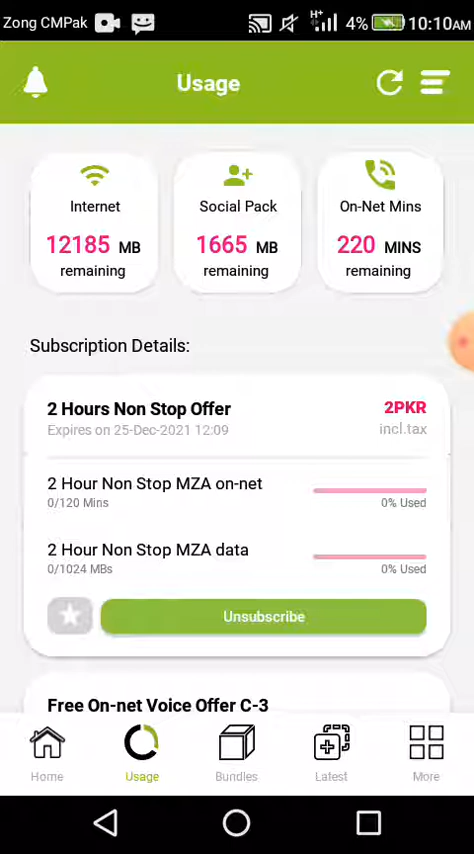 Zong CMPak H+ 4% 10:10AM
Usage
Internet Social Pack On-Net Mins
12185 MB 1665 MB 220 MINS
remaining remaining remaining
Subscription Details:
2 Hours Non Stop Offer 2PKR
Expires on 25-Dec-2021 12:09 incl.tax
2 Hour Non Stop MZA on-net
0/120 Mins 0% Used
2 Hour Non Stop MZA data
0/1024 MBs 0% Used
Unsubscribe
Free On-net Voice Offer C-3
Home Usage Bundles Latest More